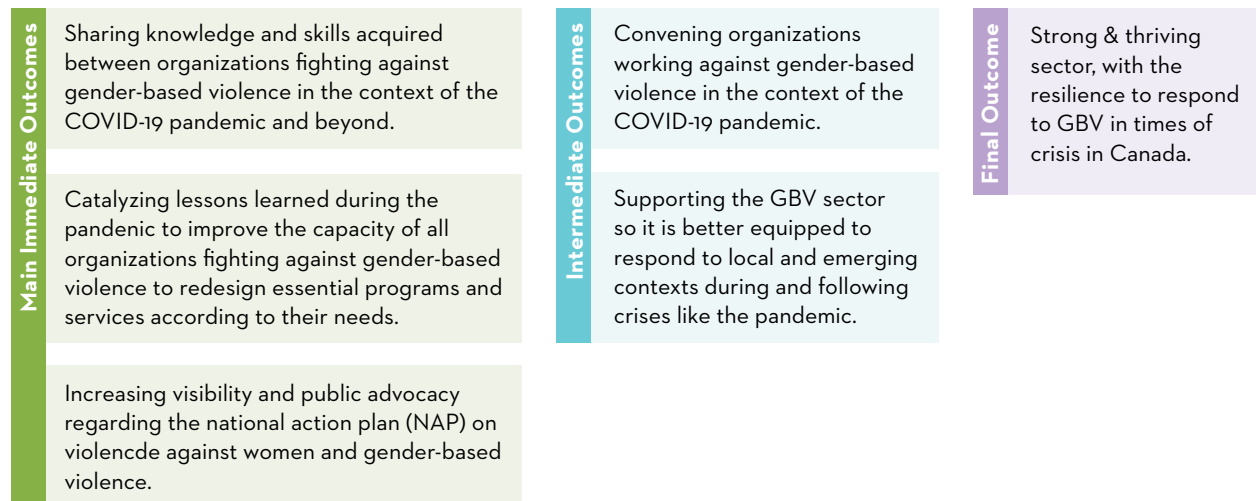 Main Immediate Outcomes
Sharing knowledge and skills acquired
between organizations fighting against
gender-based violence in the context of the
COVID-19 pandemic and beyond.
Catalyzing lessons learned during the
pandenic to improve the capacity of all
organizations fighting against gender-based
violence to redesign essential programs and
services according to their needs.
Increasing visibility and public advocacy
regarding the national action plan (NAP) on
violencde against women and gender-based
violence.
Intermediate Outcomes
Convening organizations
working against gender-based
violence in the context of the
COVID-19 pandemic.
Supporting the GBV sector
so it is better equipped to
respond to local and emerging
contexts during and following
crises like the pandemic.
Final Outcome
Strong & thriving
sector, with the
resilience to respond
to GBV in times of
crisis in Canada.